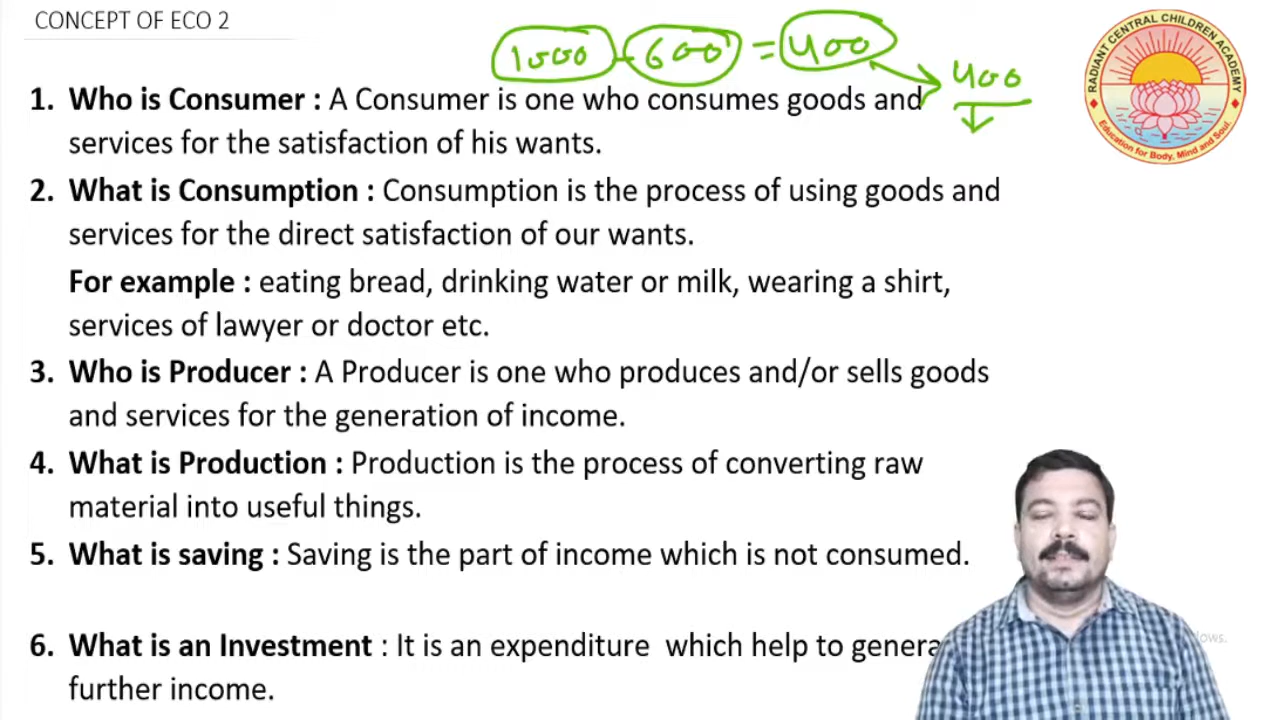 CONCEPT OF ECO 2
1000 - 600 = 400
400
RADIANT CENTRAL CHILDREN ACADEMY
Education for Body, Mind and Soul.
1. Who is Consumer : A Consumer is one who consumes goods and
services for the satisfaction of his wants.
2. What is Consumption : Consumption is the process of using goods and
services for the direct satisfaction of our wants.
For example : eating bread, drinking water or milk, wearing a shirt,
services of lawyer or doctor etc.
3. Who is Producer : A Producer is one who produces and/or sells goods
and services for the generation of income.
4. What is Production : Production is the process of converting raw
material into useful things.
5. What is saving : Saving is the part of income which is not consumed.
6. What is an Investment : It is an expenditure which help to genera
further income.